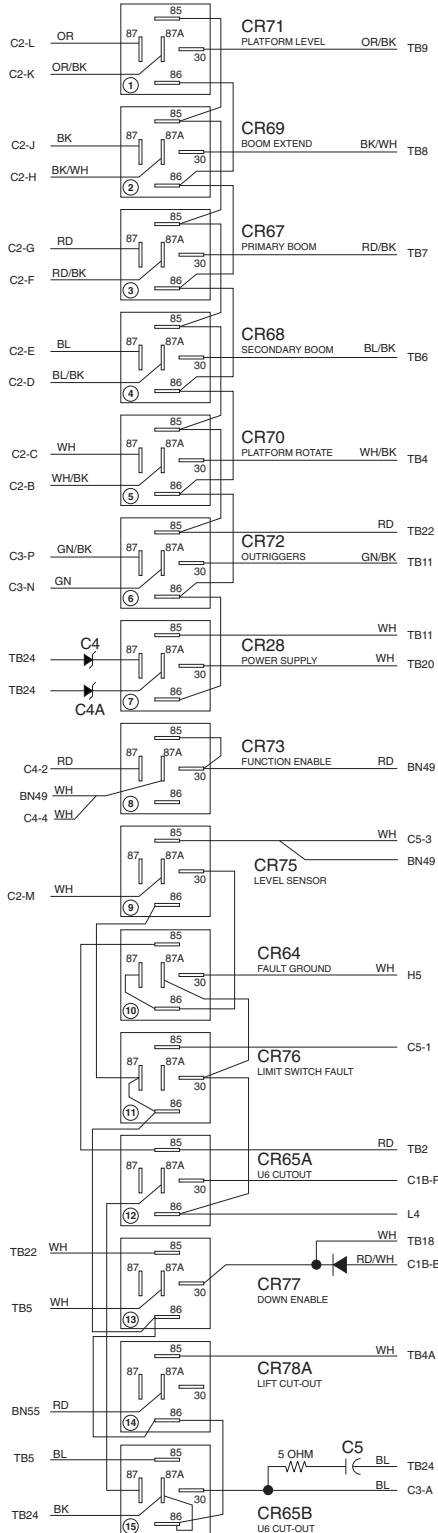 85
87 87A
C2-L OR
30
C2-K OR/BK
86
1
CR71
PLATFORM LEVEL
OR/BK TB9
85
87 87A
C2-J BK
30
C2-H BK/WH
86
2
CR69
BOOM EXTEND
BK/WH TB8
85
87 87A
C2-G RD
30
C2-F RD/BK
86
3
CR67
PRIMARY BOOM
RD/BK TB7
85
87 87A
C2-E BL
30
C2-D BL/BK
86
4
CR68
SECONDARY BOOM
BL/BK TB6
85
87 87A
C2-C WH
30
C2-B WH/BK
86
5
CR70
PLATFORM ROTATE
WH/BK TB4
85
RD TB22
87 87A
C3-P GN/BK
30
C3-N GN
86
6
CR72
OUTRIGGERS
GN/BK TB11
85
WH TB11
87 87A
TB24 C4
30
TB24 C4A
86
7
CR28
POWER SUPPLY
WH TB20
85
87 87A
C4-2 RD
30
BN49 WH
C4-4 WH
86
8
CR73
FUNCTION ENABLE
RD BN49
85
WH C5-3
BN49
87 87A
30
C2-M WH
86
9
CR75
LEVEL SENSOR
85
87 87A
30
86
10
CR64
FAULT GROUND
WH H5
85
C5-1
87 87A
30
86
11
CR76
LIMIT SWITCH FAULT
85
RD TB2
87 87A
30
C1B-P
86
12
L4
CR65A
U6 CUTOUT
TB22 WH
85
WH TB18
RD/WH C1B-B
87 87A
30
TB5 WH
86
13
CR77
DOWN ENABLE
85
WH TB4A
87 87A
30
BN55 RD
86
14
CR78A
LIFT CUT-OUT
TB5 BL
85
5 OHM C5
BL TB24
87 87A
30
BL C3-A
TB24 BK
86
15
CR65B
U6 CUT-OUT